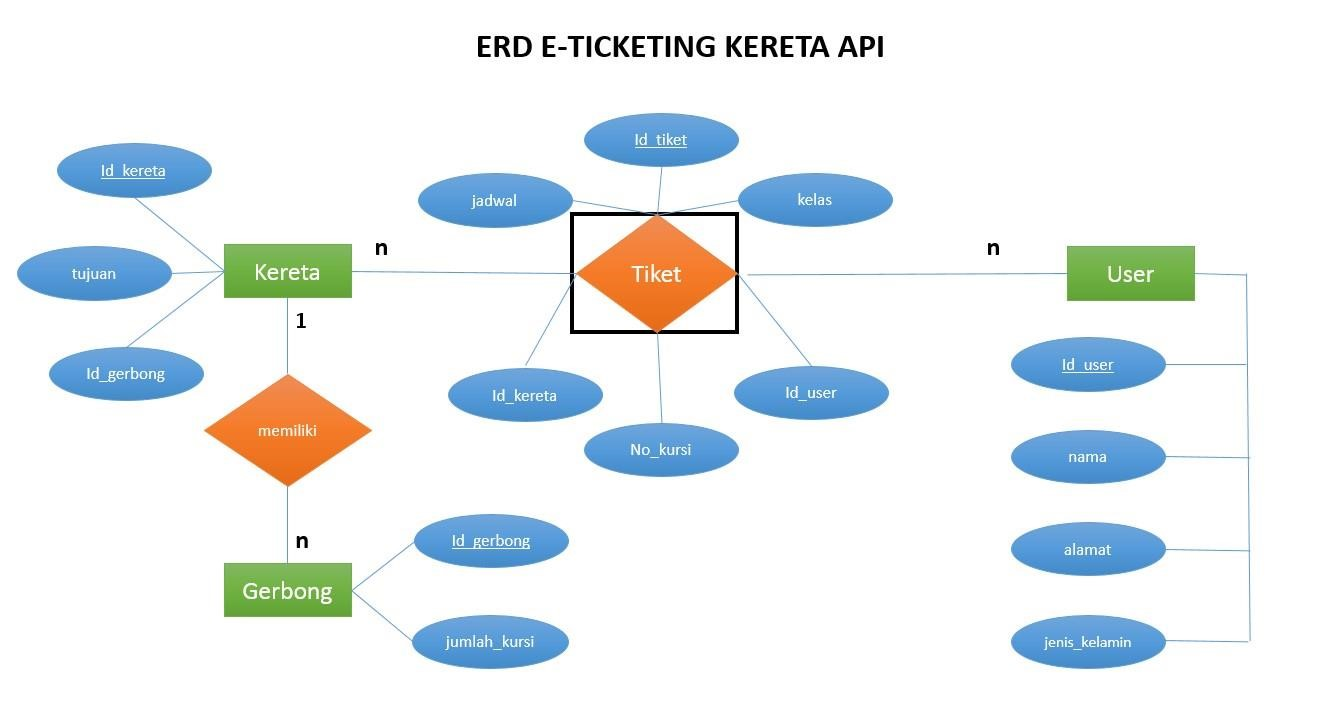 ERD E-TICKETING KERETA API
Id_tiket
Id_kereta
jadwal
kelas
n
n
tujuan
Kereta
Tiket
User
1
Id_gerbong
Id_kereta
Id_user
Id_user
memiliki
No_kursi
nama
n
Id_gerbong
alamat
Gerbong
jumlah_kursi
jenis_kelamin